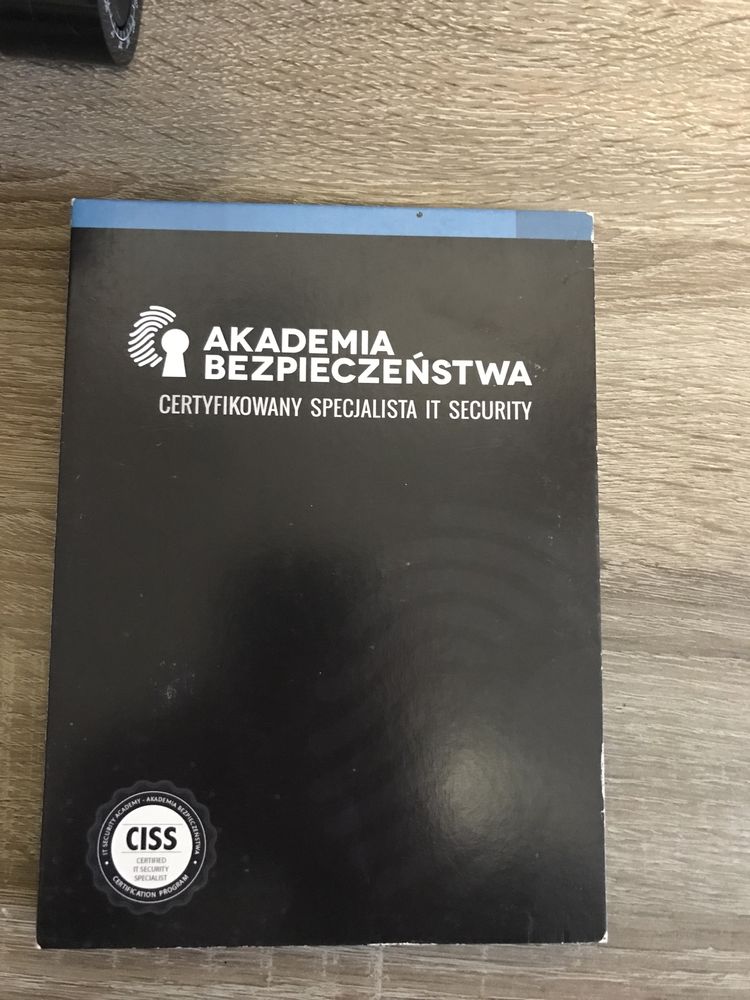 AKADEMIA
BEZPIECZEŃSTWA
CERTYFIKOWANY SPECJALISTA IT SECURITY
IT SECURITY ACADEMY - AKADEMIA BEZPIECZEŃSTWA
CISS
CERTIFIED
IT SECURITY
SPECIALIST
CERTIFICATION PROGRAM